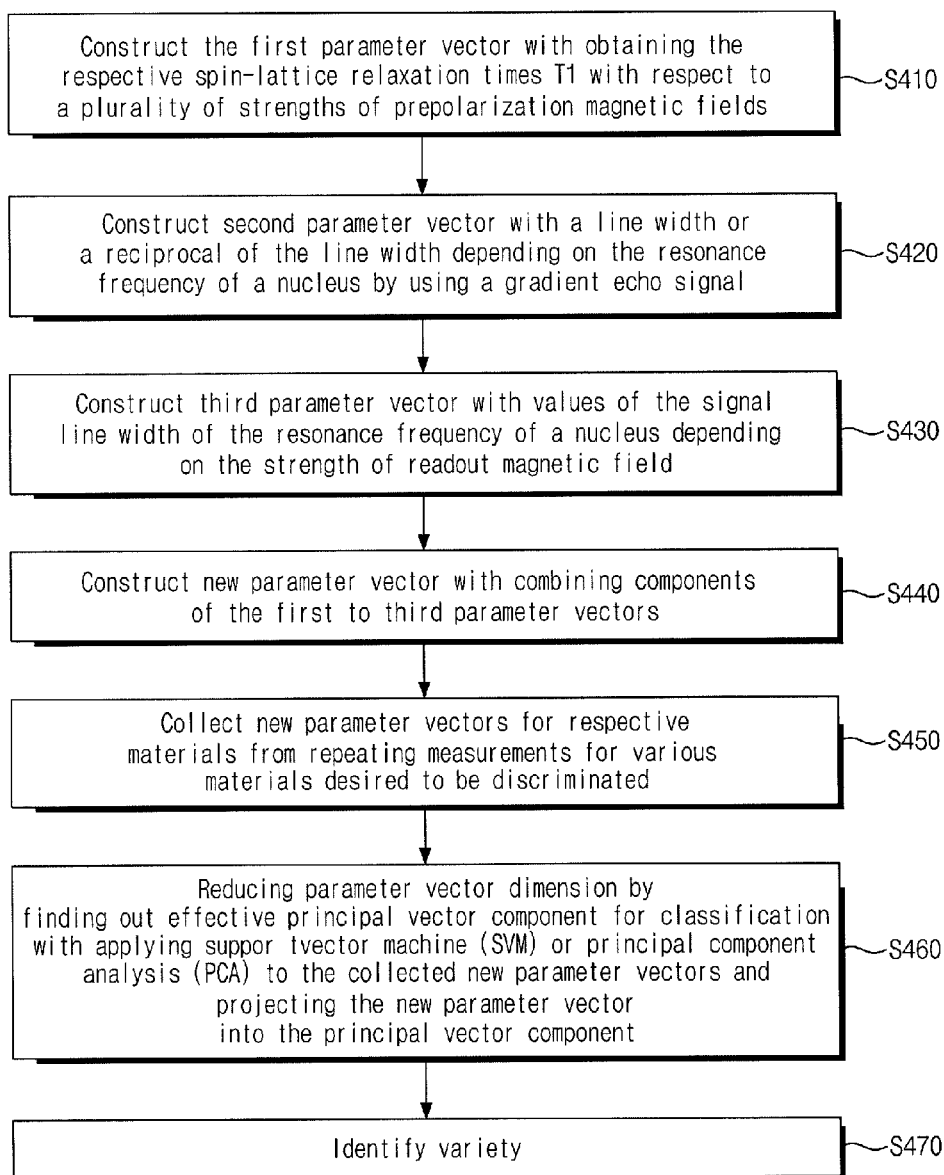 Construct the first parameter vector with obtaining the
respective spin-lattice relaxation times T1 with respect to
a plurality of strengths of prepolarization magnetic fields
S410
Construct second parameter vector with a line width or
a reciprocal of the line width depending on the resonance
frequency of a nucleus by using a gradient echo signal
S420
Construct third parameter vector with values of the signal
line width of the resonance frequency of a nucleus depending
on the strength of readout magnetic field
S430
Construct new parameter vector with combining components
of the first to third parameter vectors
S440
Collect new parameter vectors for respective
materials from repeating measurements for various
materials desired to be discriminated
S450
Reducing parameter vector dimension by
finding out effective principal vector component for classification
with applying suppor tvector machine (SVM) or principal component
analysis (PCA) to the collected new parameter vectors and
projecting the new parameter vector
into the principal vector component
S460
Identify variety
S470